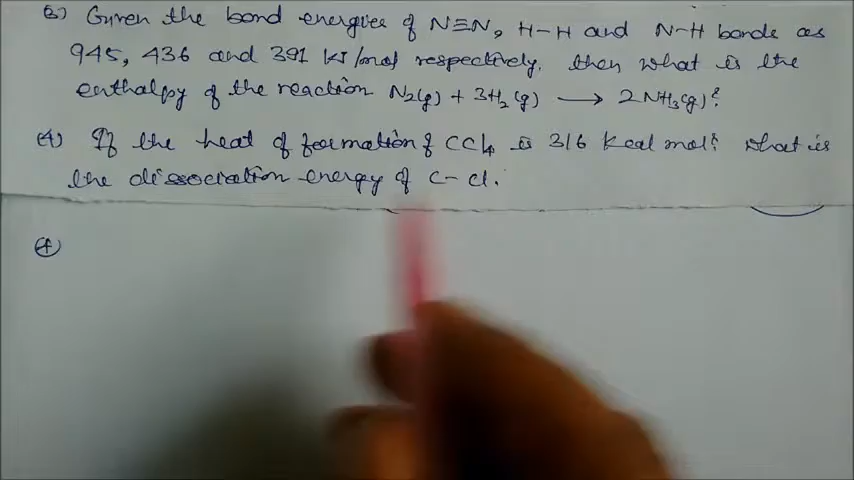 (3) Given the bond energies of N≡N, H-H and N-H bonds as
945, 436 and 391 KJ/mol respectively, then what is the
enthalpy of the reaction N2(g) + 3H2(g) → 2NH3(g)?
(4) If the heat of formation of CCl4 is 316 Kcal mol? what is
the dissociation energy of C-Cl.
(4)